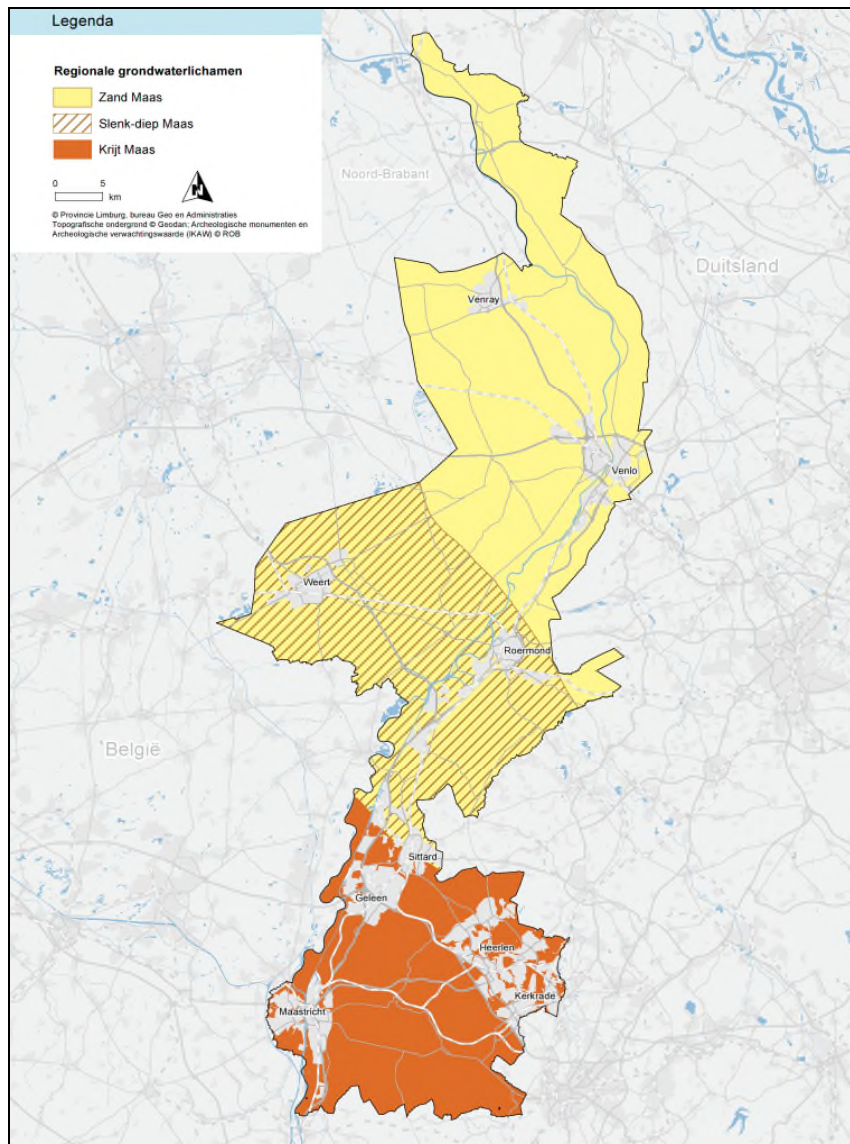 Legenda
Regionale grondwaterlichamen
Zand Maas
Slenk-diep Maas
Krijt Maas
0 5
km
N
© Provincie Limburg, bureau Geo en Administraties
Topografische ondergrond © Geodan; Archeologische monumenten en
Archeologische verwachtingswaarde (IKAW) © ROB
Noord-Brabant
Duitsland
Venray
Venlo
Weert
Roermond
België
Sittard
Geleen
Heerlen
Kerkrade
Maastricht